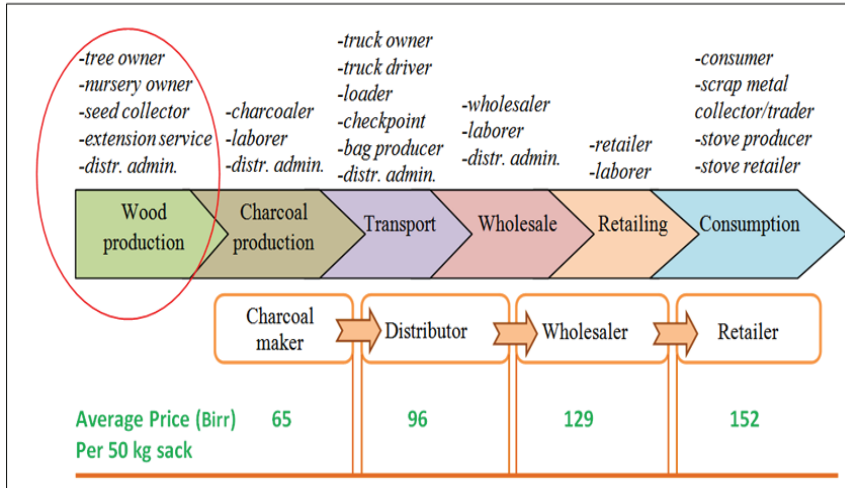 -tree owner
-nursery owner
-seed collector
-extension service
-distr. admin.
-charcoaler
-laborer
-distr. admin.
-truck owner
-truck driver
-loader
-checkpoint
-bag producer
-distr. admin.
-wholesaler
-laborer
-distr. admin.
-retailer
-laborer
-consumer
-scrap metal
collector/trader
-stove producer
-stove retailer
Wood
production
Charcoal
production
Transport
Wholesale
Retailing
Consumption
Charcoal
maker
Distributor
Wholesaler
Retailer
Average Price (Birr)
Per 50 kg sack
65
96
129
152